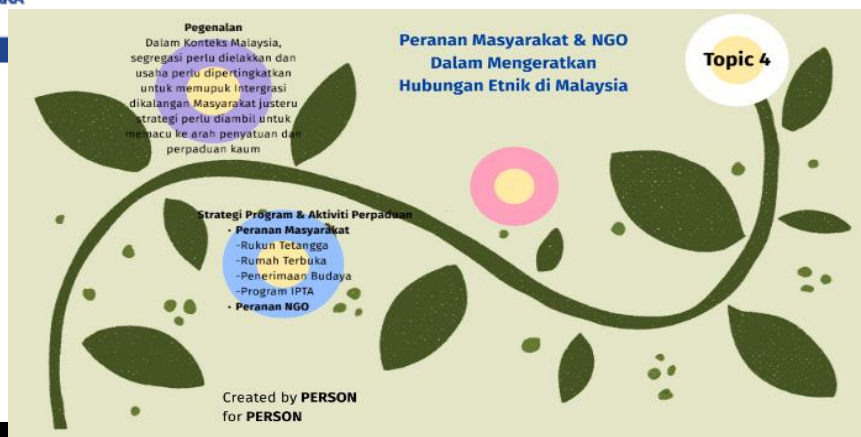 Pegenalan
Dalam Konteks Malaysia,
segregasi perlu dielakkan dan
usaha perlu dipertingkatkan
untuk memupuk Intergrasi
dikalangan Masyarakat justeru
strategi perlu diambil untuk
memacu ke arah penyatuan dan
perpaduan kaum
Peranan Masyarakat & NGO
Dalam Mengeratkan
Hubungan Etnik di Malaysia
Topic 4
Strategi Program & Aktiviti Perpaduan
• Peranan Masyarakat
-Rukun Tetangga
-Rumah Terbuka
-Penerimaan Budaya
-Program IPTA
• Peranan NGO
Created by PERSON
for PERSON